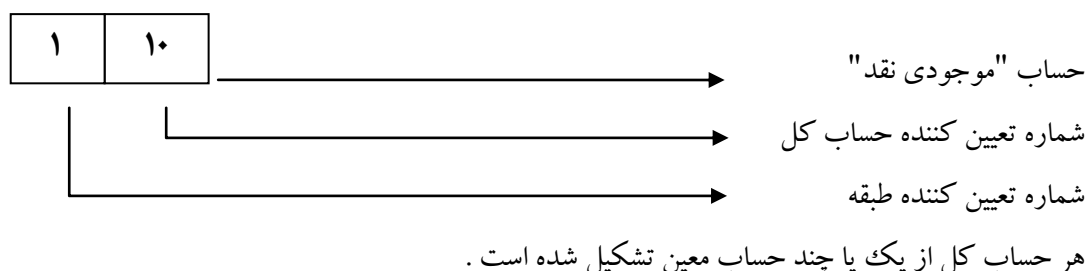 ۱ ۱۰
حساب "موجودی نقد"
شماره تعیین کننده حساب کل
شماره تعیین کننده طبقه
هر حساب کل از یک یا چند حساب معین تشکیل شده است .